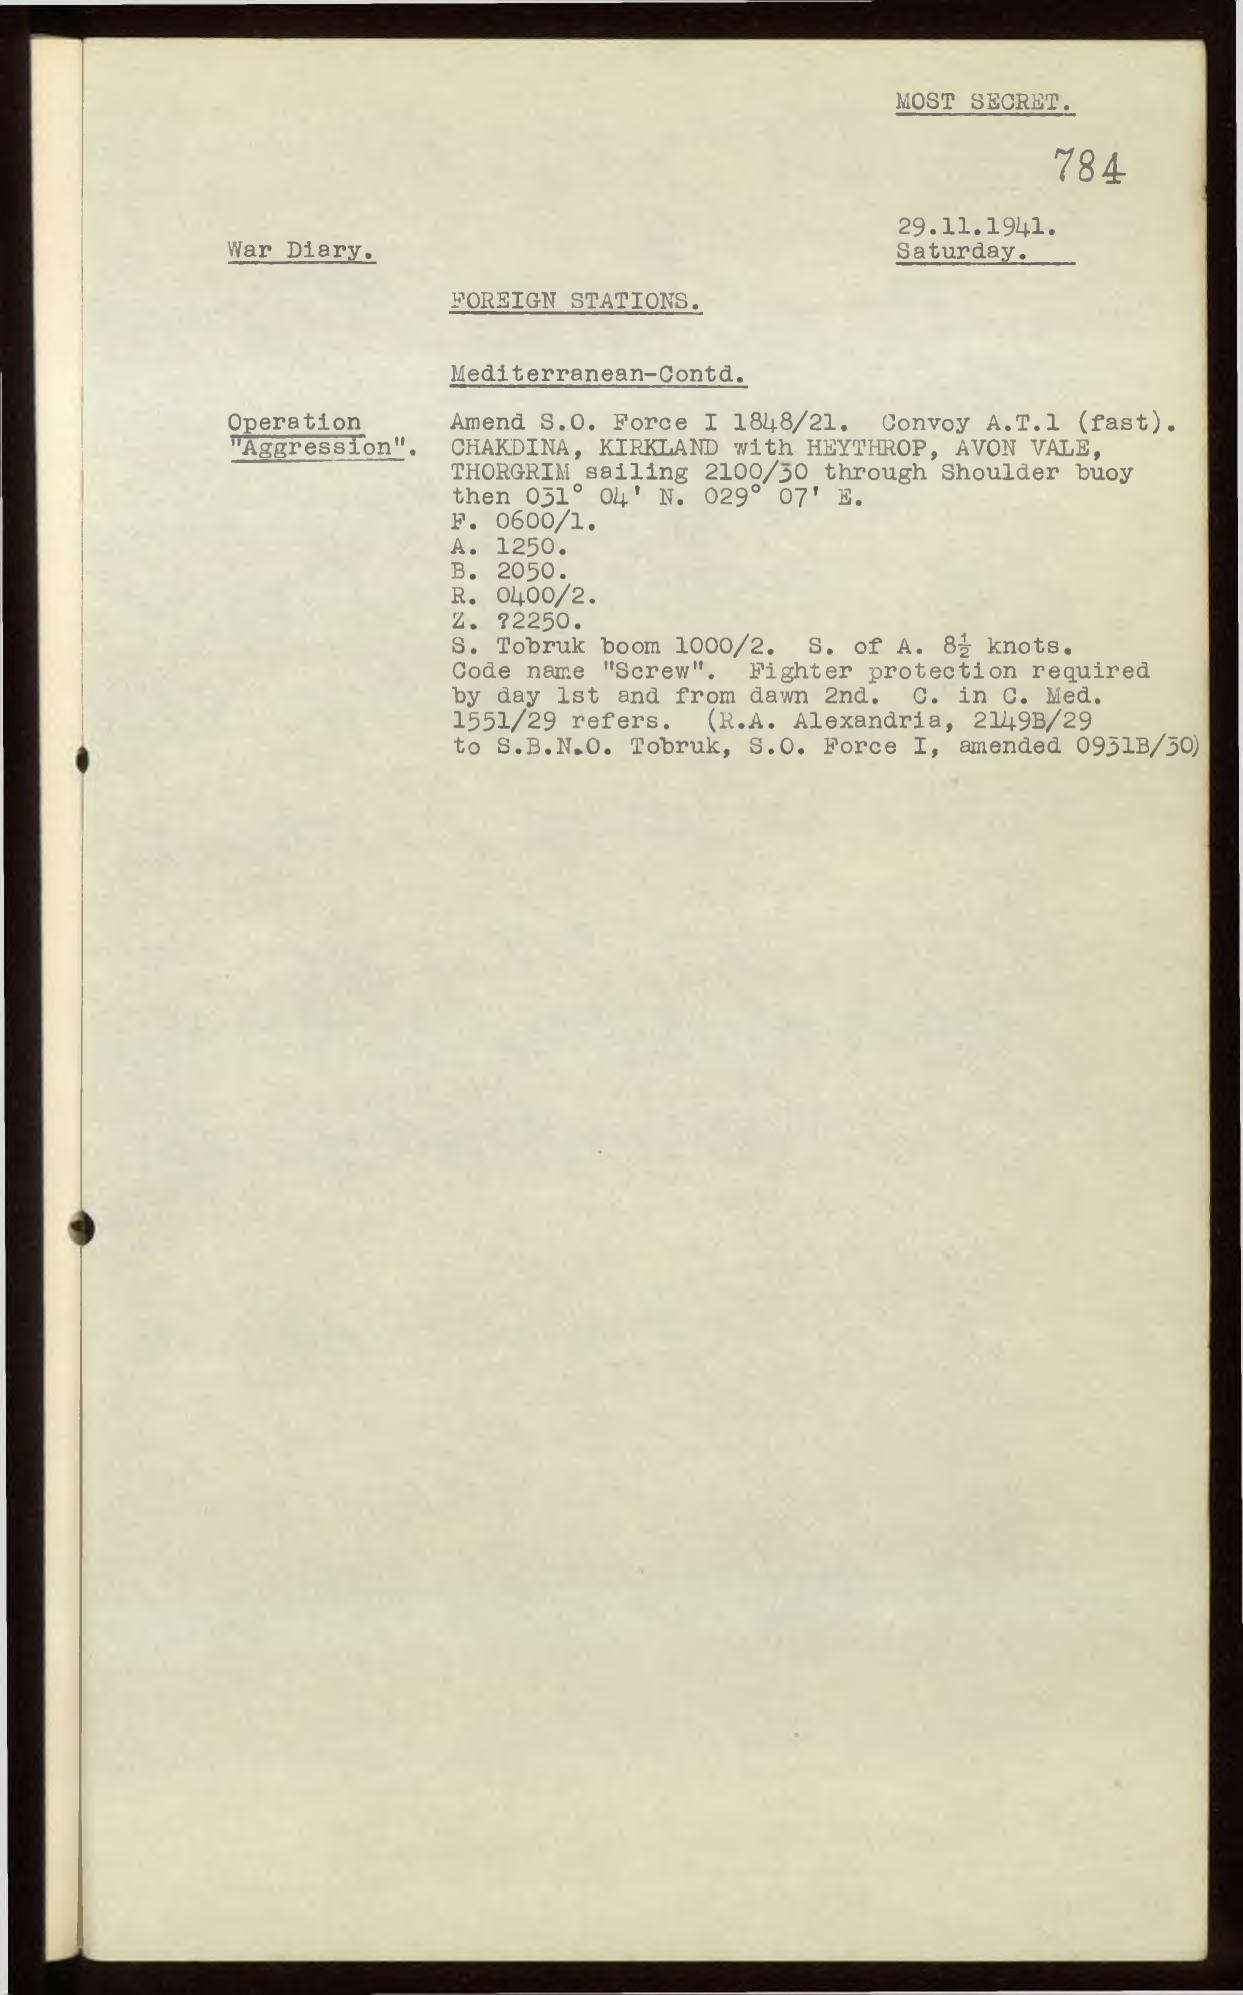 MOST SECRET.
784
29.11.1941.
War Diary.
Saturday.
FOREIGN STATIONS.
Mediterranean-Contd.
Operation "Aggression".
Amend S.O. Force I 1848/21. Convoy A.T.1 (fast).
CHAKDINA, KIRKLAND with HEYTHROP, AVON VALE,
THORGRIM sailing 2100/30 through Shoulder buoy
then 031° 04' N. 029° 07' E.
F. 0600/1.
A. 1250.
B. 2050.
R. 0400/2.
Z. ?2250.
S. Tobruk boom 1000/2. S. of A. 8½ knots.
Code name "Screw". Fighter protection required
by day 1st and from dawn 2nd. C. in C. Med.
1551/29 refers. (R.A. Alexandria, 2149B/29
to S.B.N.O. Tobruk, S.O. Force I, amended 0931B/30)